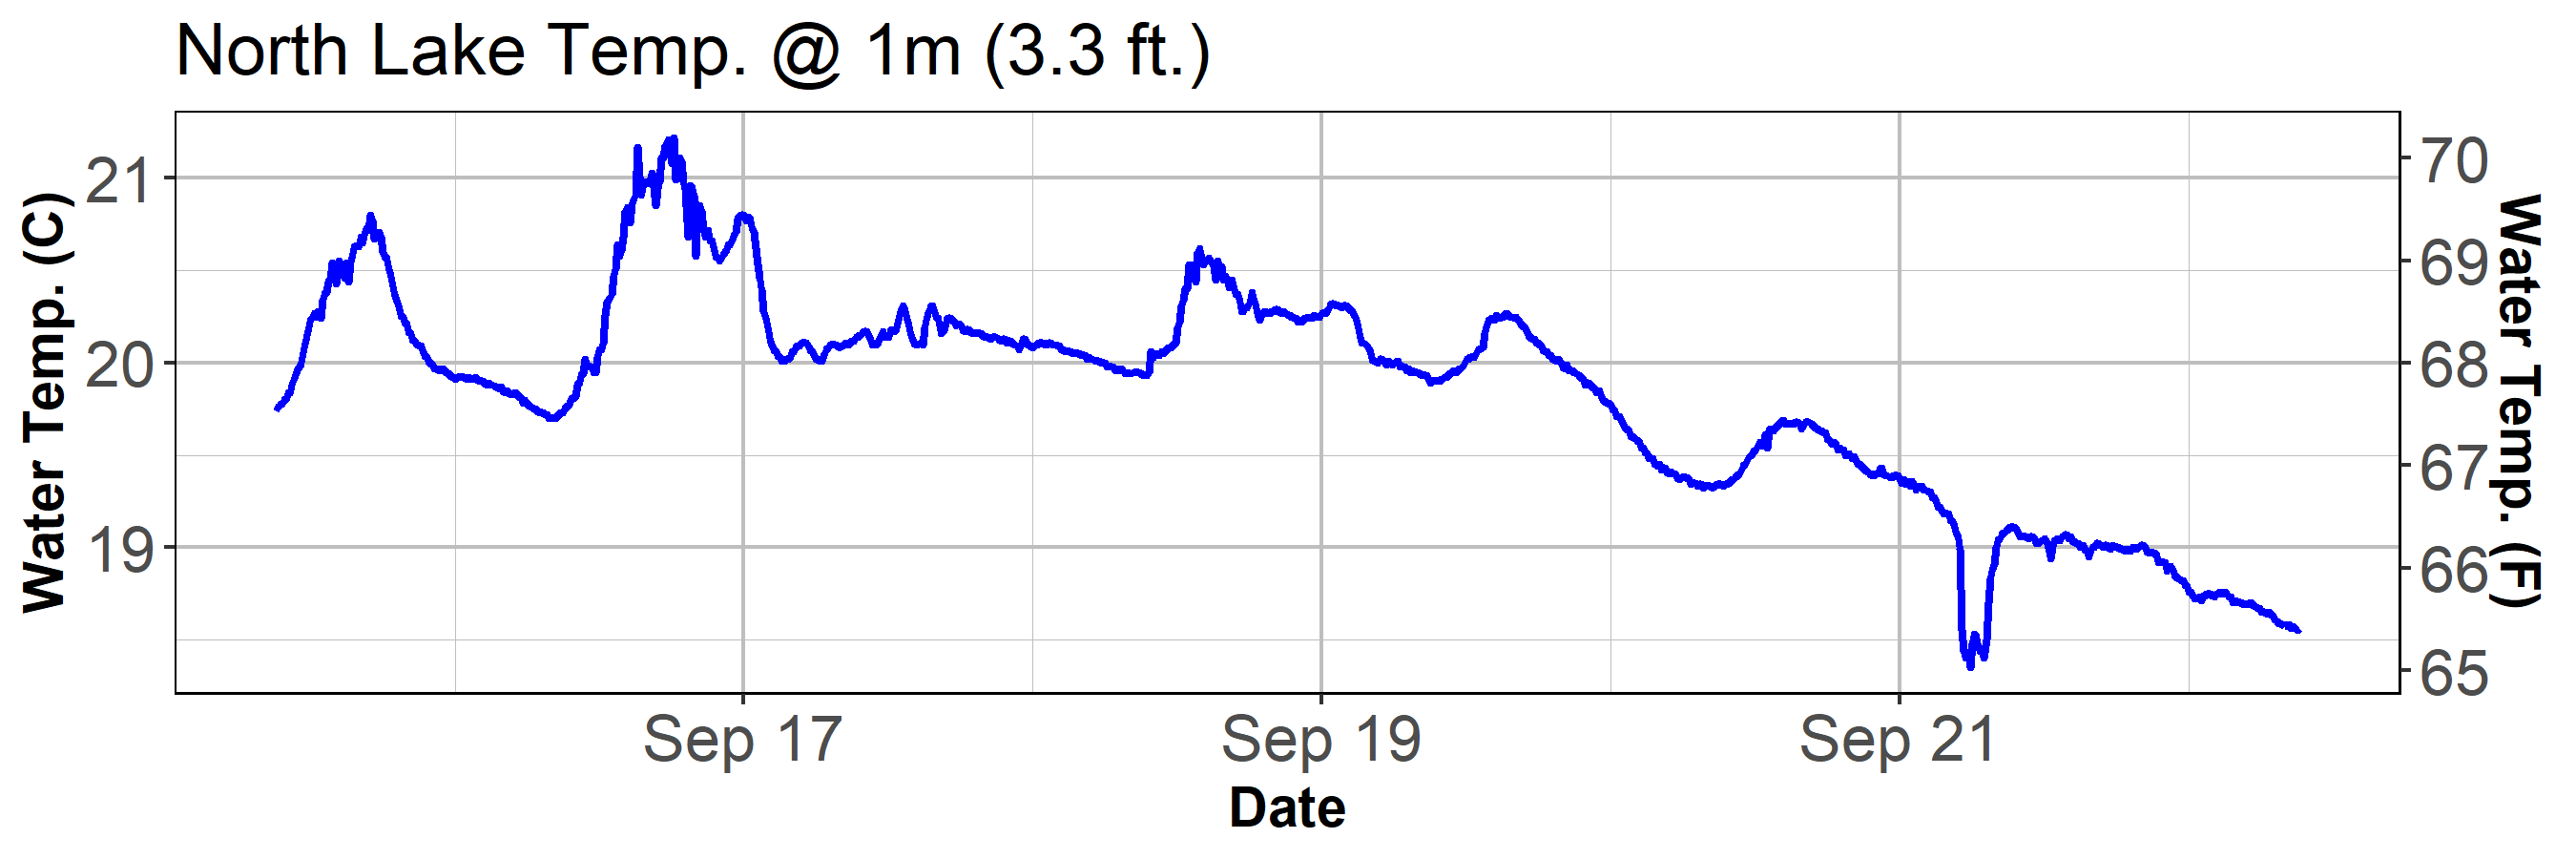 North Lake Temp. @ 1m (3.3 ft.)
Water Temp. (C)
21
20
19
70
69
68
67
66
65
Water Temp. (F)
Sep 17
Sep 19
Sep 21
Date